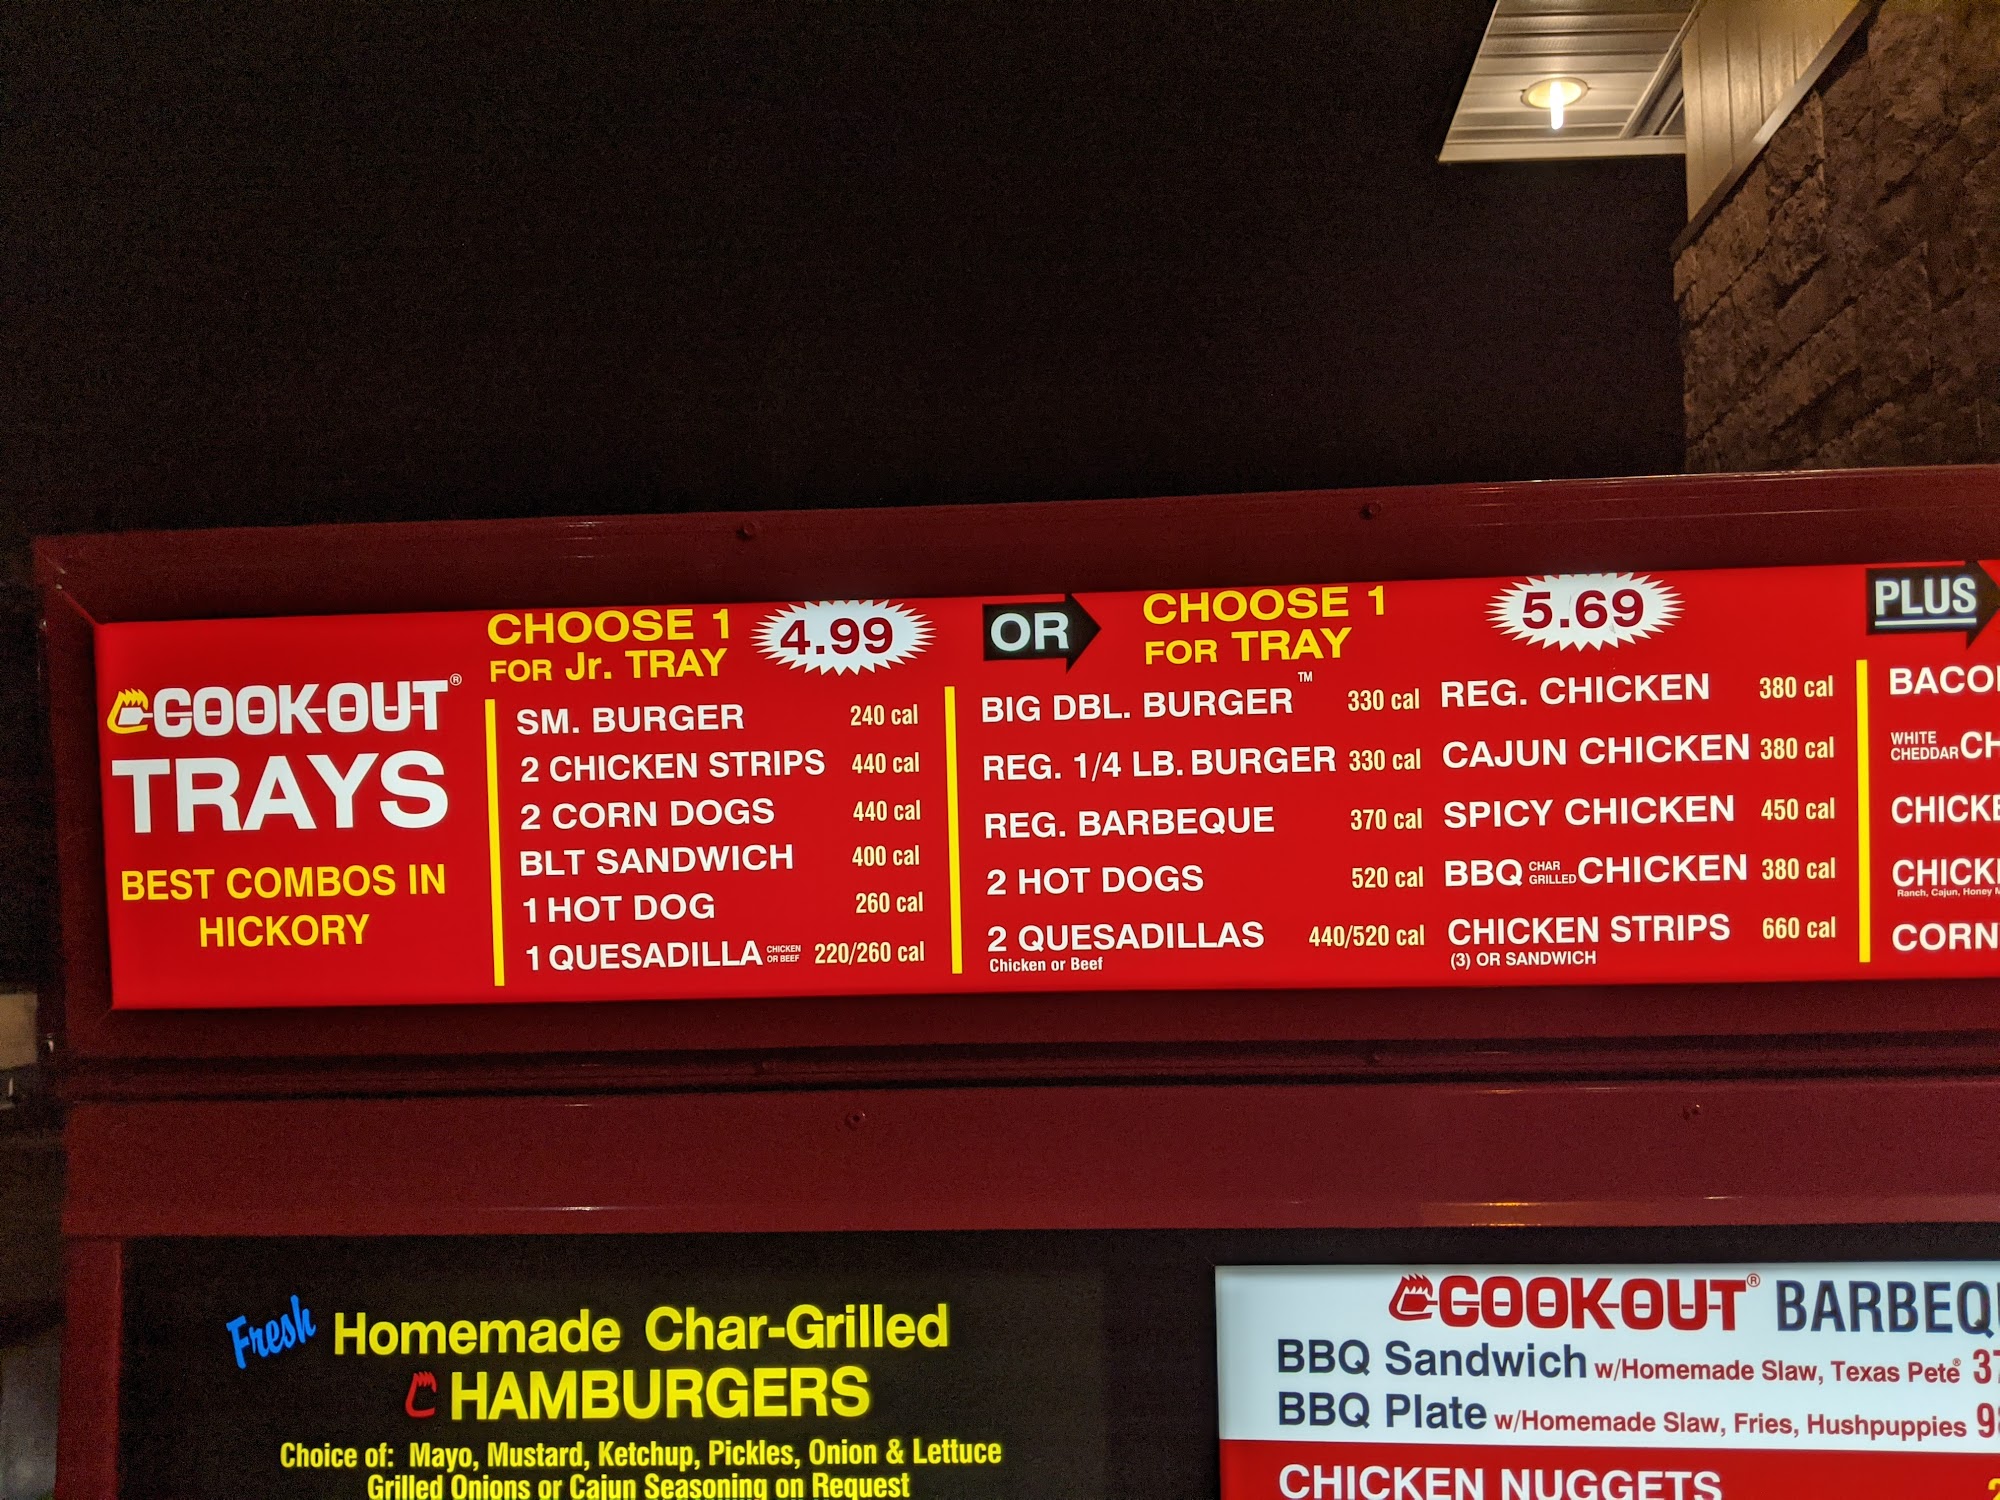 COOK-OUT®
TRAYS
BEST COMBOS IN
HICKORY
CHOOSE 1
FOR Jr. TRAY
4.99
SM. BURGER 240 cal
2 CHICKEN STRIPS 440 cal
2 CORN DOGS 440 cal
BLT SANDWICH 400 cal
1 HOT DOG 260 cal
1 QUESADILLA CHICKEN OR BEEF 220/260 cal
OR
CHOOSE 1
FOR TRAY
5.69
BIG DBL. BURGER™ 330 cal
REG. 1/4 LB. BURGER 330 cal
REG. BARBEQUE 370 cal
2 HOT DOGS 520 cal
2 QUESADILLAS 440/520 cal
Chicken or Beef
REG. CHICKEN 380 cal
CAJUN CHICKEN 380 cal
SPICY CHICKEN 450 cal
BBQ CHAR GRILLED CHICKEN 380 cal
CHICKEN STRIPS 660 cal
(3) OR SANDWICH
PLUS
WHITE
CHEDDAR
Ranch, Cajun, Honey
CORN
Fresh Homemade Char-Grilled
HAMBURGERS
Choice of: Mayo, Mustard, Ketchup, Pickles, Onion & Lettuce
Grilled Onions or Cajun Seasoning on Request
COOK-OUT®
BBQ Sandwich w/Homemade Slaw, Texas Pete®
BBQ Plate w/Homemade Slaw, Fries, Hushpuppies
CHICKEN NUGGETS